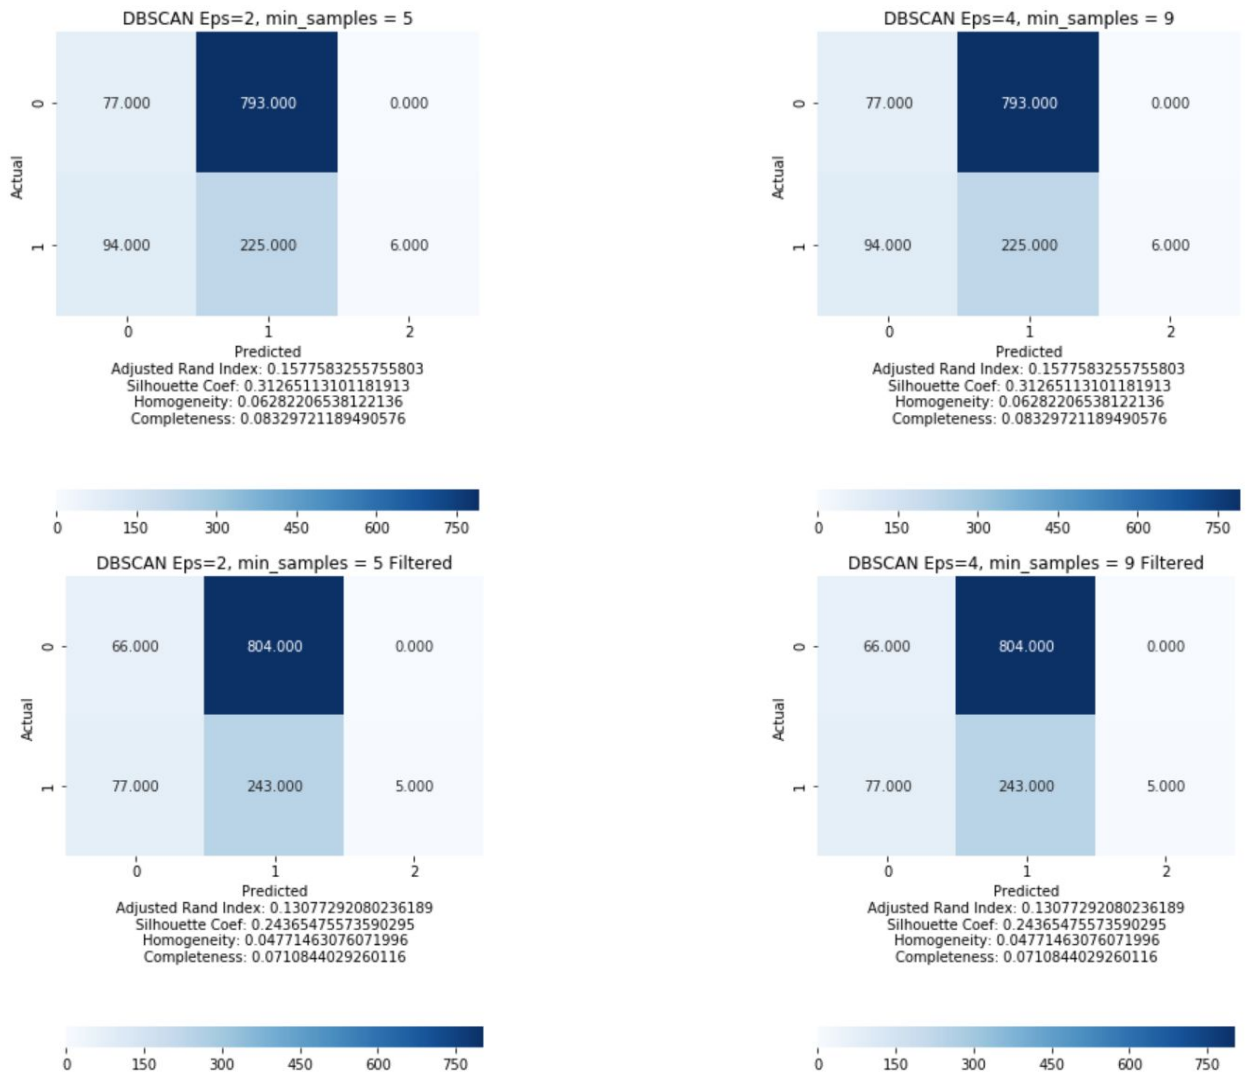 DBSCAN Eps=2, min_samples = 5
0
77.000
793.000
0.000
Actual
1
94.000
225.000
6.000
0
1
2
Predicted
Adjusted Rand Index: 0.1577583255755803
Silhouette Coef: 0.31265113101181913
Homogeneity: 0.06282206538122136
Completeness: 0.08329721189490576
0
150
300
450
600
750
DBSCAN Eps=4, min_samples = 9
0
77.000
793.000
0.000
Actual
1
94.000
225.000
6.000
0
1
2
Predicted
Adjusted Rand Index: 0.1577583255755803
Silhouette Coef: 0.31265113101181913
Homogeneity: 0.06282206538122136
Completeness: 0.08329721189490576
0
150
300
450
600
750
DBSCAN Eps=2, min_samples = 5 Filtered
0
66.000
804.000
0.000
Actual
1
77.000
243.000
5.000
0
1
2
Predicted
Adjusted Rand Index: 0.13077292080236189
Silhouette Coef: 0.24365475573590295
Homogeneity: 0.04771463076071996
Completeness: 0.0710844029260116
0
150
300
450
600
750
DBSCAN Eps=4, min_samples = 9 Filtered
0
66.000
804.000
0.000
Actual
1
77.000
243.000
5.000
0
1
2
Predicted
Adjusted Rand Index: 0.13077292080236189
Silhouette Coef: 0.24365475573590295
Homogeneity: 0.04771463076071996
Completeness: 0.0710844029260116
0
150
300
450
600
750